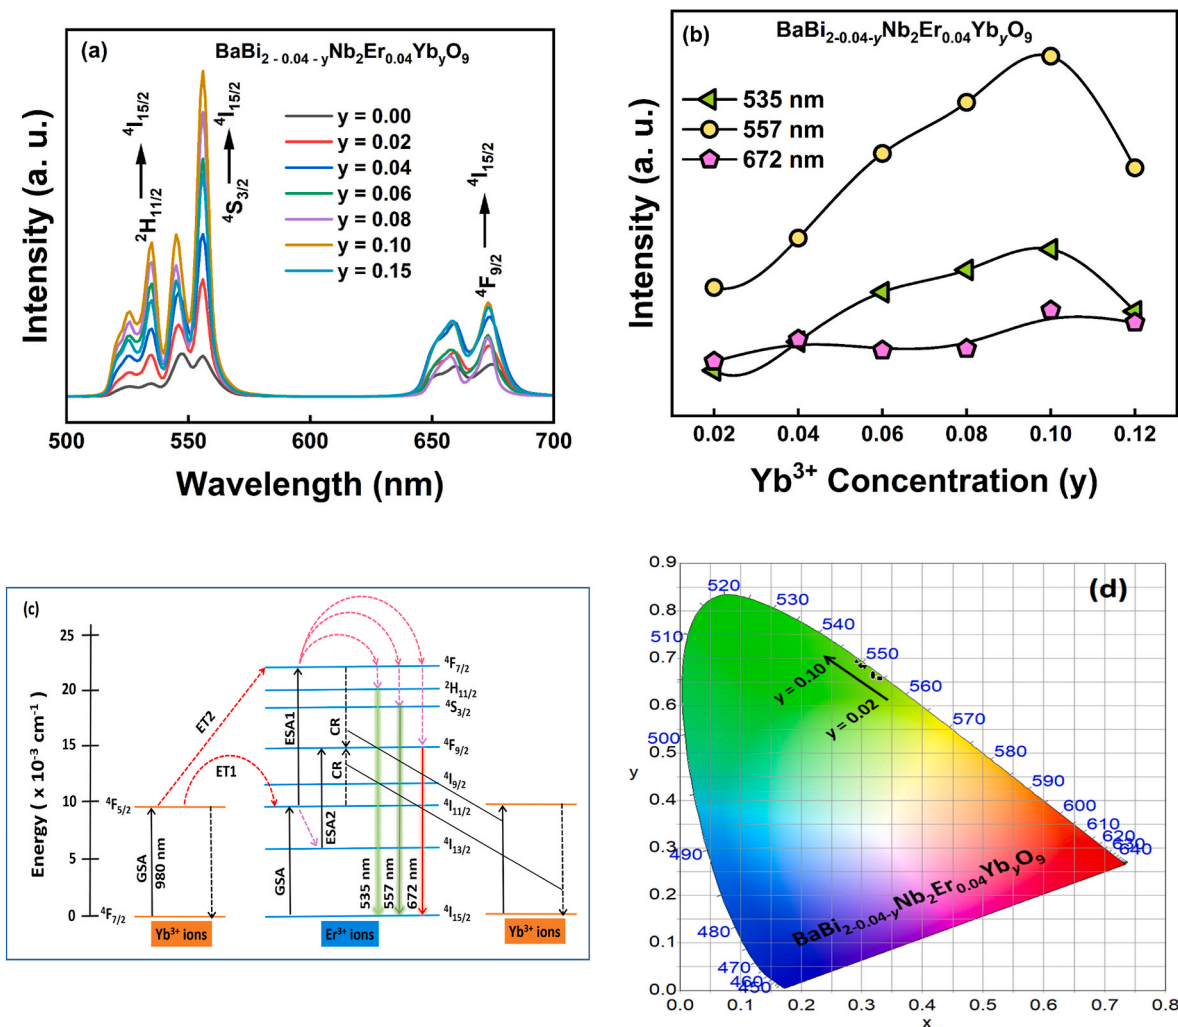 (a)
BaBi2 - 0.04 - yNb2Er0.04YbyO9
4I15/2
2H11/2
4I15/2
4S3/2
4I15/2
4F9/2
y = 0.00
y = 0.02
y = 0.04
y = 0.06
y = 0.08
y = 0.10
y = 0.15
Intensity (a. u.)
500 550 600 650 700
Wavelength (nm)
(b)
BaBi2-0.04-yNb2Er0.04YbyO9
535 nm
557 nm
672 nm
Intensity (a. u.)
0.02 0.04 0.06 0.08 0.10 0.12
Yb3+ Concentration (y)
(c)
Energy ( x 10-3 cm-1)
25
20
15
10
5
0
4F5/2
4F7/2
GSA
980 nm
Yb3+ ions
ET2
ET1
GSA
ESA1
ESA2
CR
CR
535 nm
557 nm
672 nm
4F7/2
2H11/2
4S3/2
4F9/2
4I9/2
4I11/2
4I13/2
4I15/2
Er3+ ions
Yb3+ ions
(d)
0.9
0.8
0.7
0.6
0.5
0.4
0.3
0.2
0.1
0.0
y
0.0 0.1 0.2 0.3 0.4 0.5 0.6 0.7 0.8
x
520
530
540
550
560
570
580
590
600
610
620
630
640
510
500
490
480
470
460
450
y = 0.10
y = 0.02
BaBi2-0.04-yNb2Er0.04YbyO9